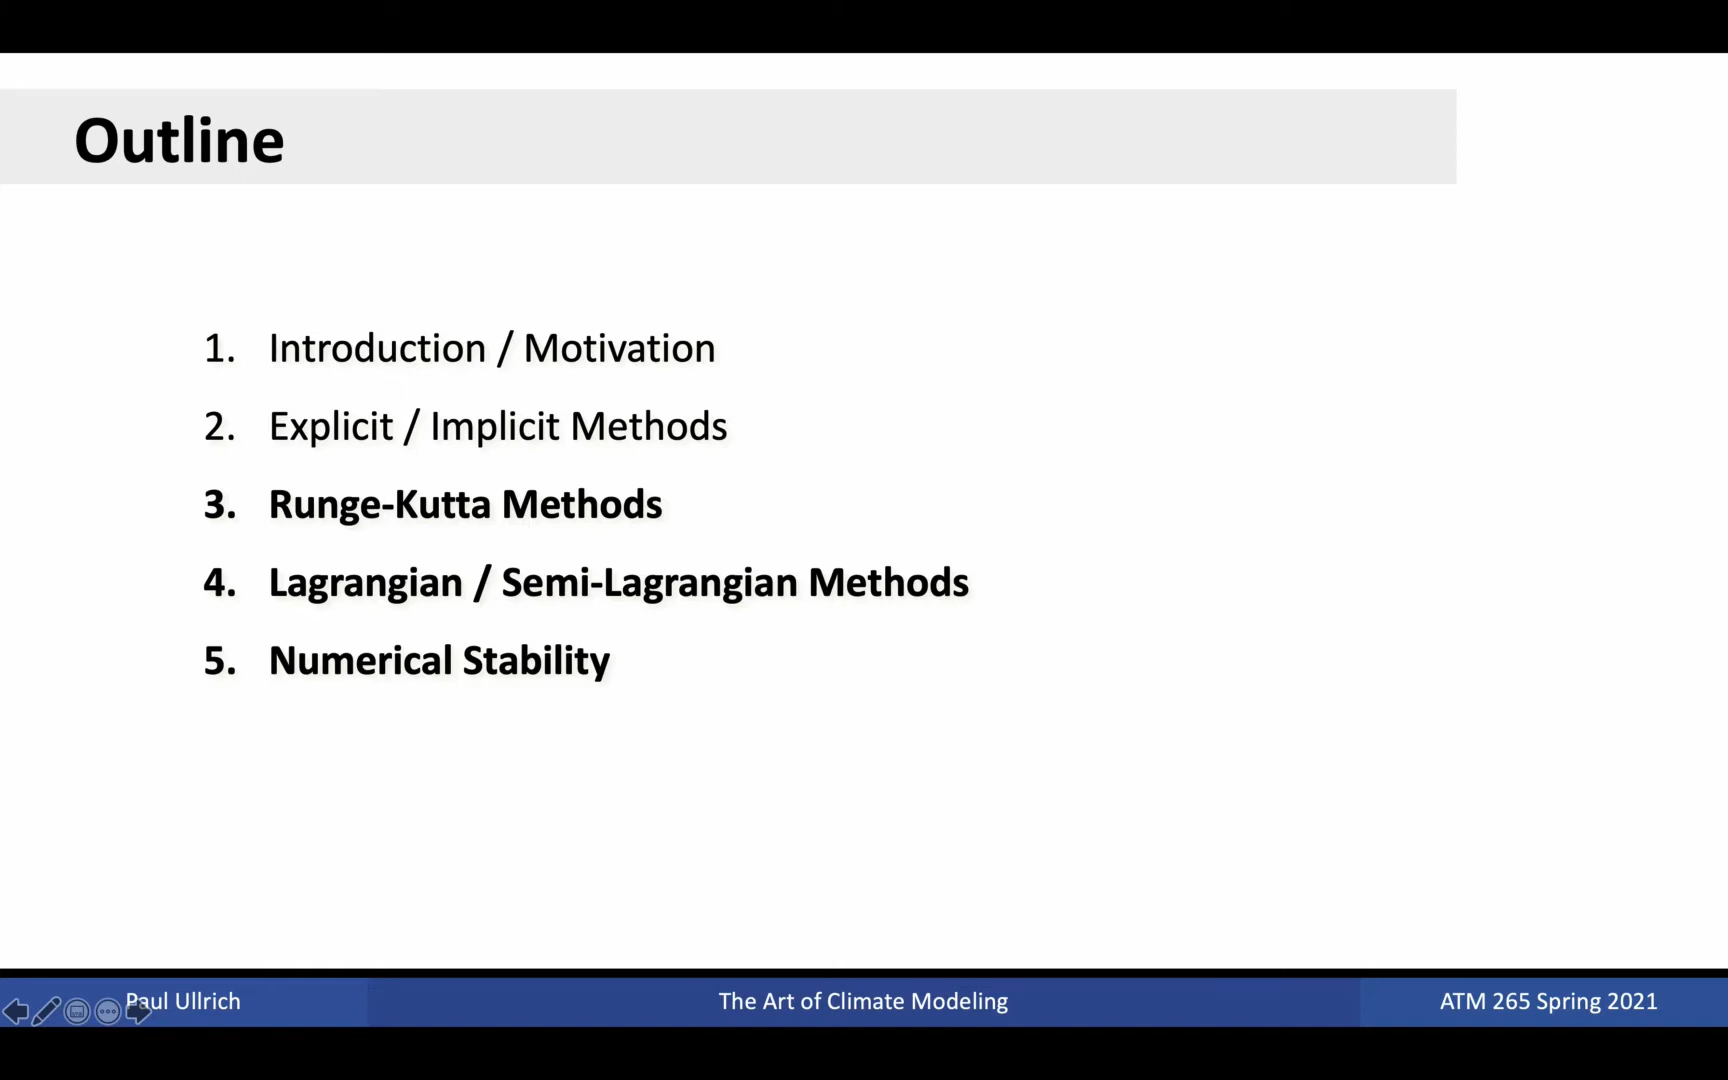 Outline
1. Introduction / Motivation
2. Explicit / Implicit Methods
3. Runge-Kutta Methods
4. Lagrangian / Semi-Lagrangian Methods
5. Numerical Stability
Paul Ullrich
The Art of Climate Modeling
ATM 265 Spring 2021